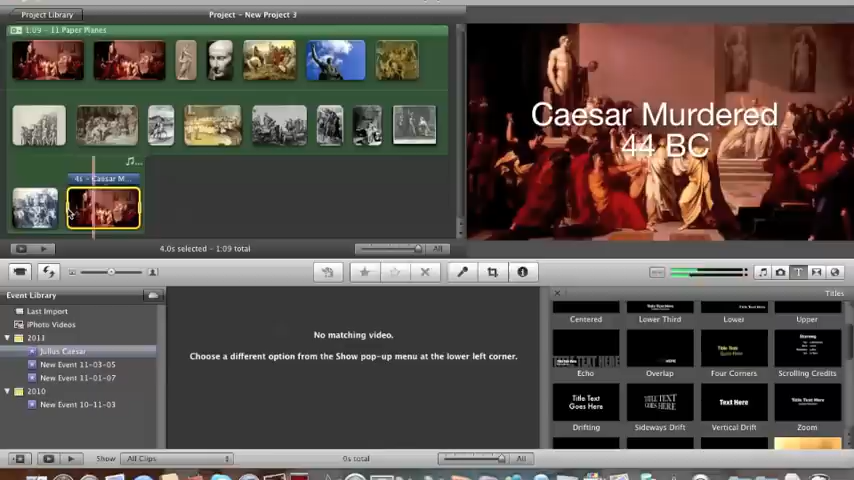 Project Library
Project - New Project 3
1:09 - 11 Paper Planes
Caesar Murdered
44 BC
4s - Caesar M...
4.0s selected - 1:09 total
All
Event Library
Titles
Last Import
iPhoto Videos
2011
Julius Caesar
New Event 11-03-05
New Event 11-01-07
2010
New Event 10-11-03
No matching video.
Choose a different option from the Show pop-up menu at the lower left corner.
Centered
Lower Third
Lower
Upper
Echo
Overlap
Four Corners
Scrolling Credits
Title Text
Goes Here
TEXT
GOES HERE
Text Here
Drifting
Sideways Drift
Vertical Drift
Zoom
Show
All Clips
0s total
All